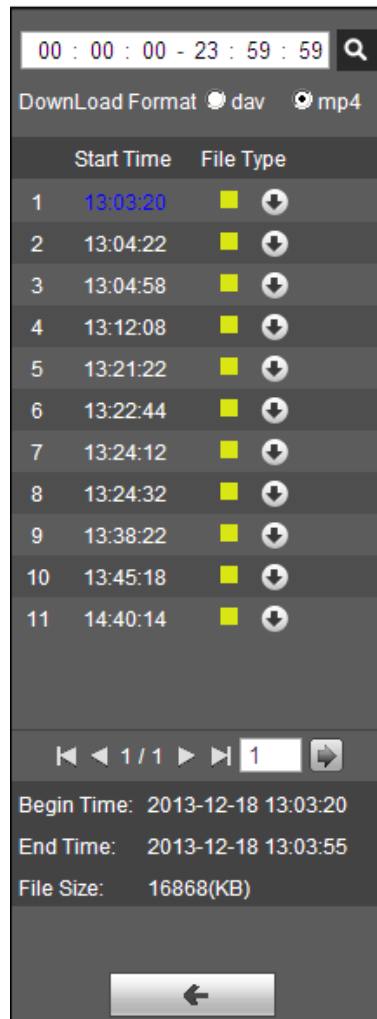 00 : 00 : 00 - 23 : 59 : 59
DownLoad Format dav mp4
Start Time File Type
1 13:03:20
2 13:04:22
3 13:04:58
4 13:12:08
5 13:21:22
6 13:22:44
7 13:24:12
8 13:24:32
9 13:38:22
10 13:45:18
11 14:40:14
1 / 1 1
Begin Time: 2013-12-18 13:03:20
End Time: 2013-12-18 13:03:55
File Size: 16868(KB)